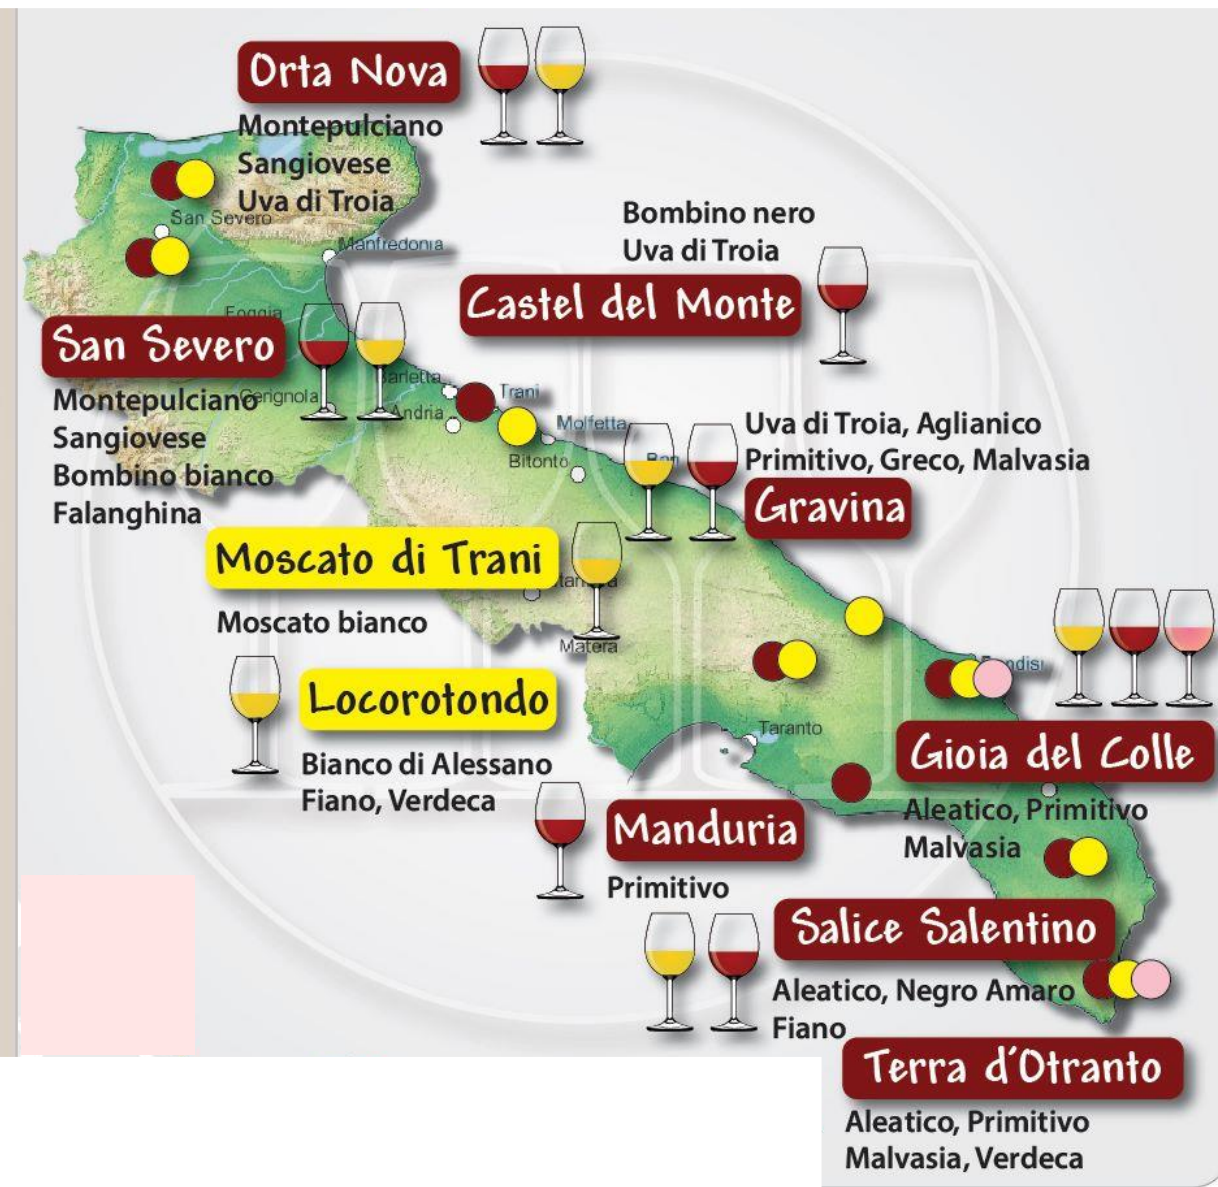 Orta Nova
Montepulciano
Sangiovese
Uva di Troia
San Severo
Manfredonia
Bombino nero
Uva di Troia
Castel del Monte
Foggia
San Severo
Montepulciano
Cerignola
Sangiovese
Bombino bianco
Falanghina
Barletta
Trani
Andria
Molfetta
Bitonto
Uva di Troia, Aglianico
Primitivo, Greco, Malvasia
Gravina
Moscato di Trani
Moscato bianco
Matera
Locorotondo
Bianco di Alessano
Fiano, Verdeca
Taranto
Gioia del Colle
Aleatico, Primitivo
Malvasia
Manduria
Primitivo
Salice Salentino
Aleatico, Negro Amaro
Fiano
Terra d'Otranto
Aleatico, Primitivo
Malvasia, Verdeca